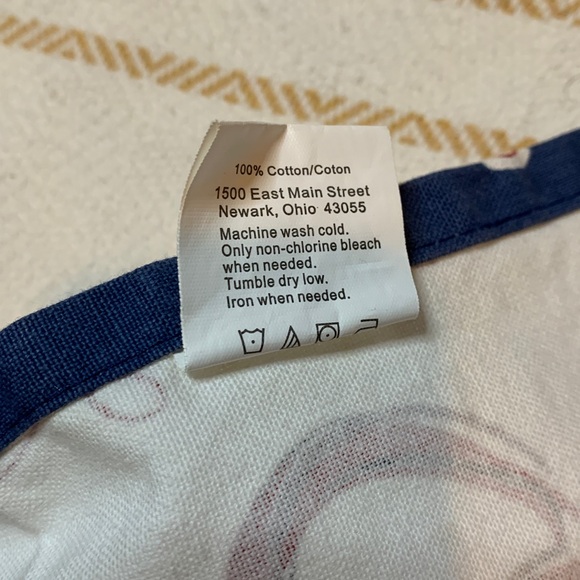 100% Cotton/Coton
1500 East Main Street
Newark, Ohio 43055
Machine wash cold.
Only non-chlorine bleach
when needed.
Tumble dry low.
Iron when needed.